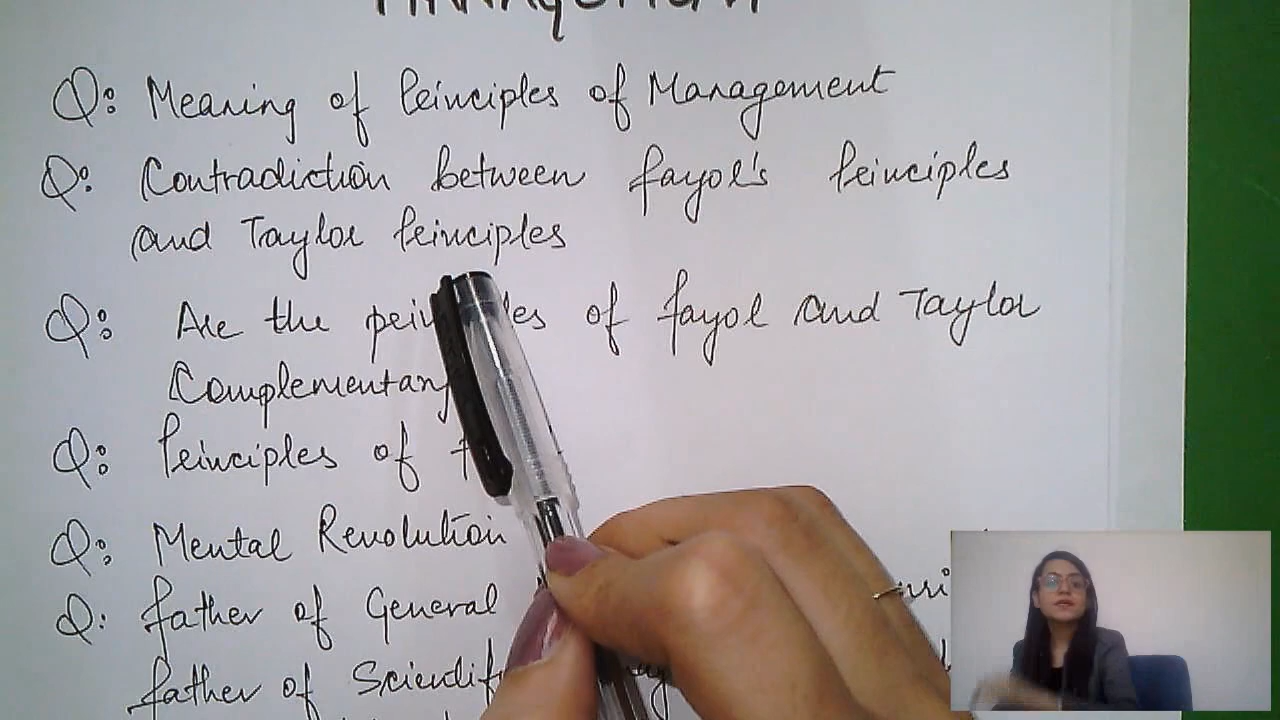 MANAGEMENT
Q: Meaning of Principles of Management
Q: Contradiction between Fayol's Principles
and Taylor Principles
Q: Are the of Fayol and Taylor
Complementary
Q: Principles of
Q: Mental Revolution
Q: Father of General
Father of